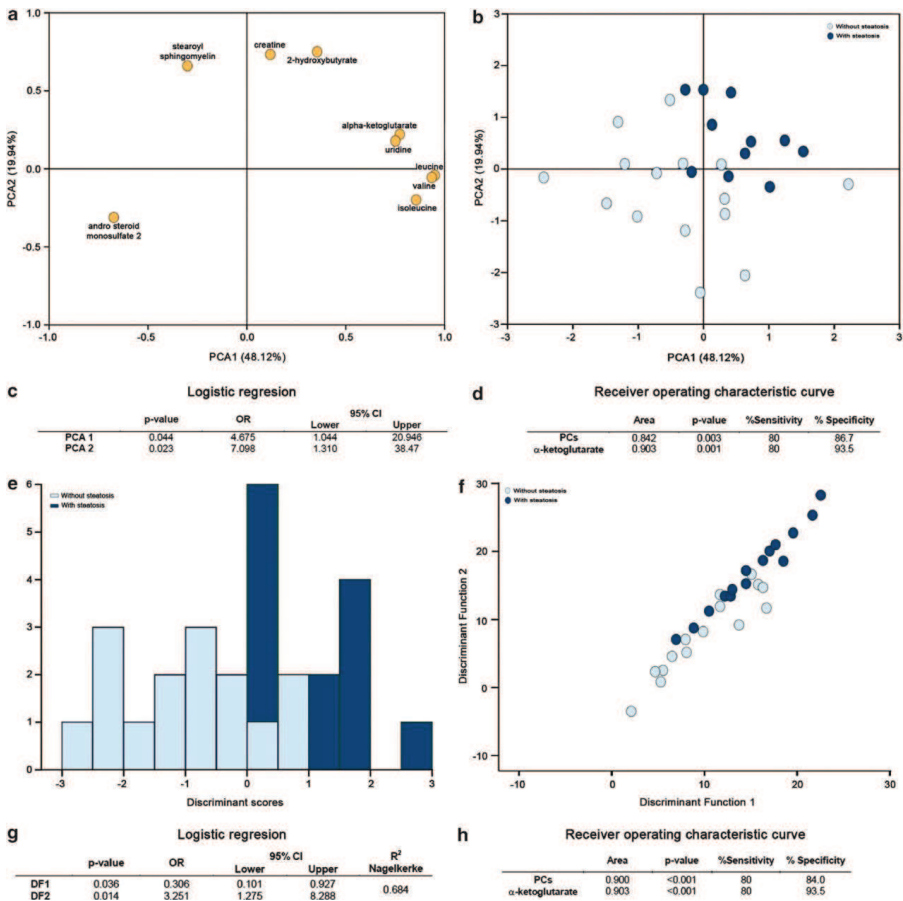 a
1.0
0.5
0.0
-0.5
-1.0
PCA2 (19.94%)
stearoyl
sphingomyelin
creatine
2-hydroxybutyrate
alpha-ketoglutarate
uridine
leucine
valine
isoleucine
andro steroid
monosulfate 2
-1.0 -0.5 0.0 0.5 1.0
PCA1 (48.12%)
b
Without steatosis
With steatosis
3
2
1
0
-1
-2
-3
PCA2 (19.94%)
-3 -2 -1 0 1 2 3
PCA1 (48.12%)
c
Logistic regresion
95% CI
p-value OR Lower Upper
PCA 1 0.044 4.675 1.044 20.946
PCA 2 0.023 7.098 1.310 38.47
d
Receiver operating characteristic curve
Area p-value %Sensitivity % Specificity
PCs 0.842 0.003 80 86.7
α-ketoglutarate 0.903 0.001 80 93.5
e
Without steatosis
With steatosis
6
5
4
3
2
1
0
-3 -2 -1 0 1 2 3
Discriminant scores
f
Without steatosis
With steatosis
30
20
10
0
-10
Discriminant Function 2
-10 0 10 20 30
Discriminant Function 1
g
Logistic regresion
95% CI R²
p-value OR Lower Upper Nagelkerke
DF1 0.036 0.306 0.101 0.927
0.684
DF2 0.014 3.251 1.275 8.288
h
Receiver operating characteristic curve
Area p-value %Sensitivity % Specificity
PCs 0.900 <0.001 80 84.0
α-ketoglutarate 0.903 <0.001 80 93.5